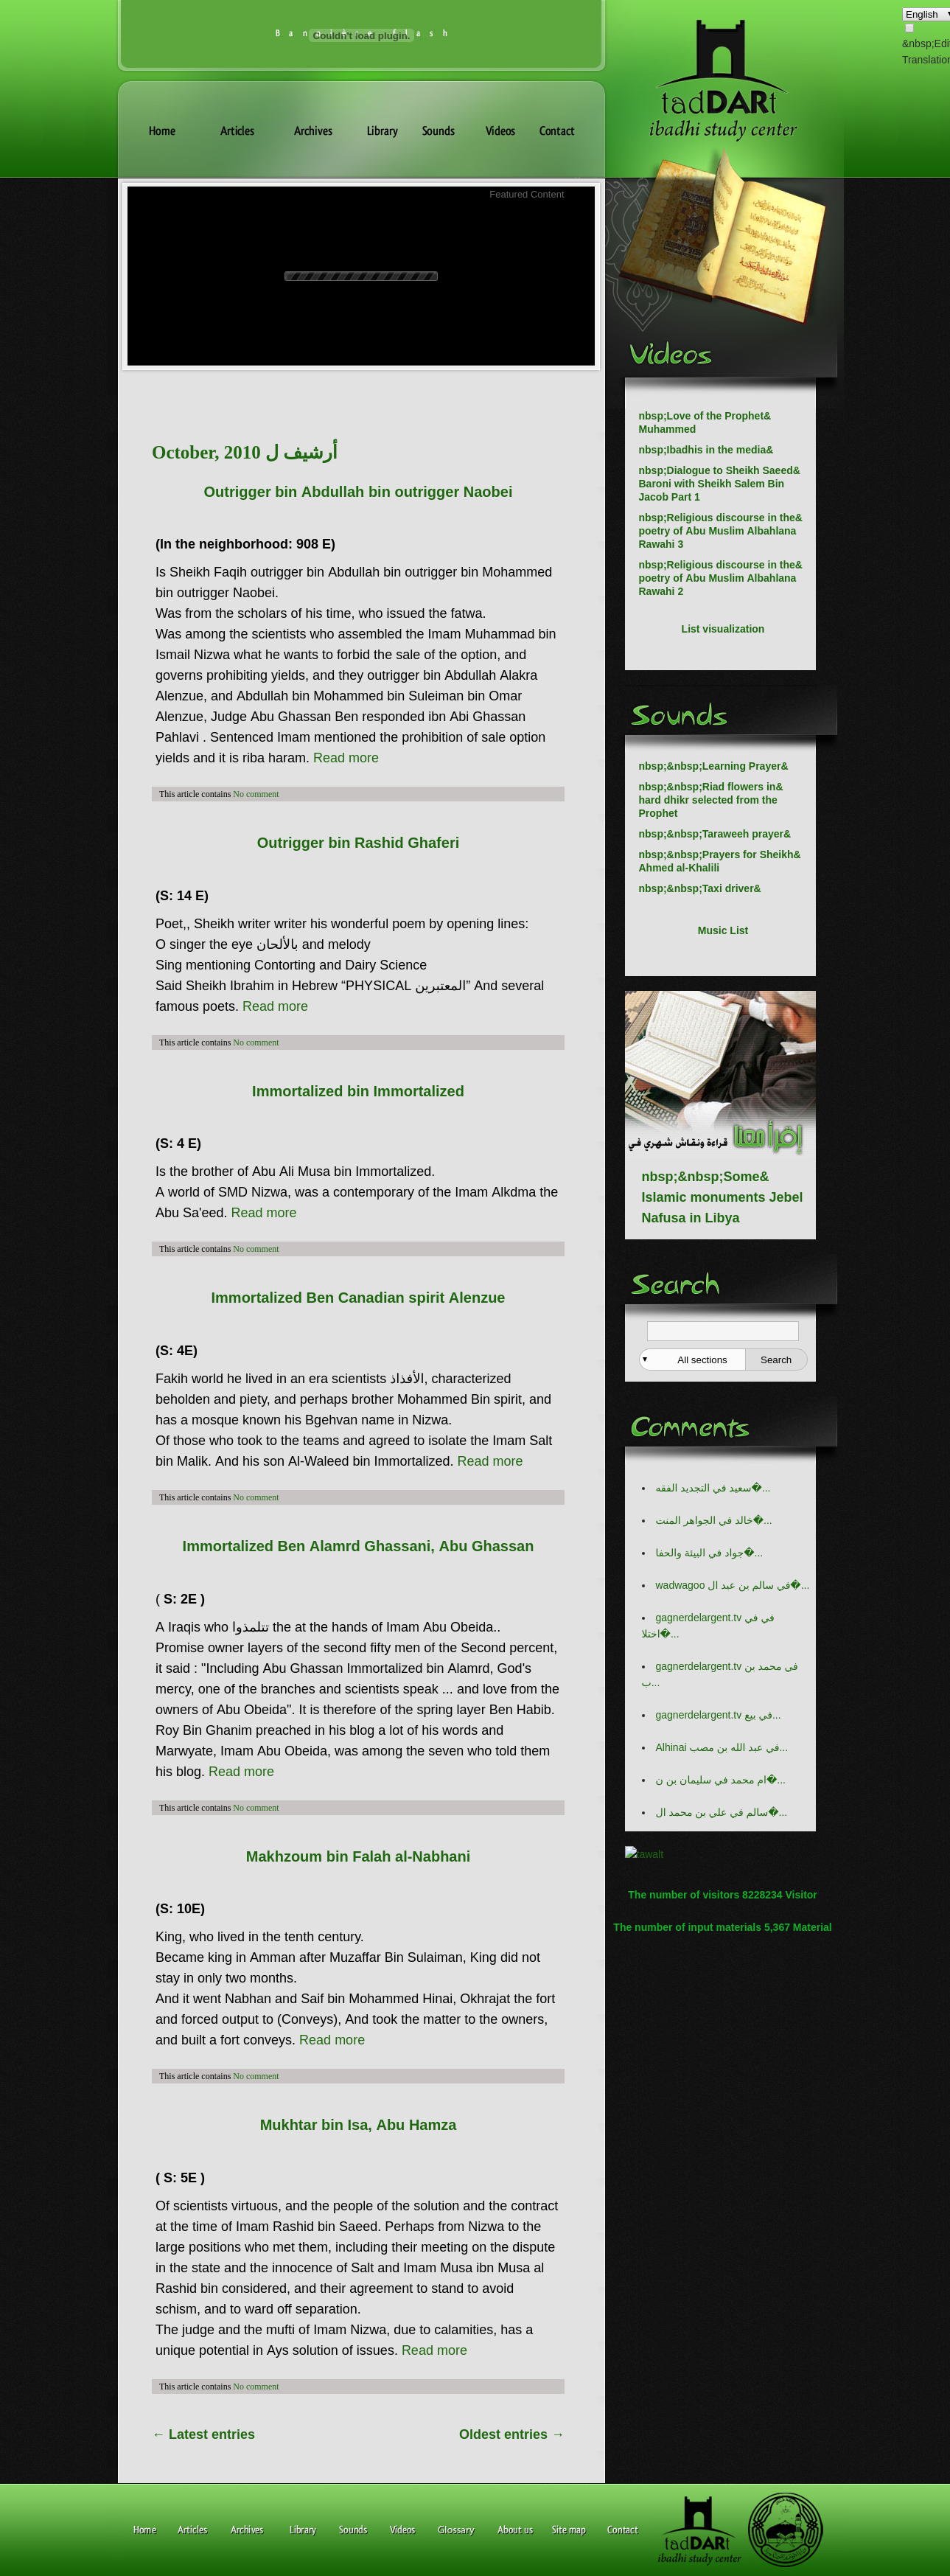 English
&nbsp;Edi
Translation
Couldn't load plugin.
tadDARt
ibadhi study center
Home Articles Archives Library Sounds Videos Contact
Featured Content
October, 2010 أرشيف ل
Outrigger bin Abdullah bin outrigger Naobei
(In the neighborhood: 908 E)
Is Sheikh Faqih outrigger bin Abdullah bin outrigger bin Mohammed
bin outrigger Naobei.
Was from the scholars of his time, who issued the fatwa.
Was among the scientists who assembled the Imam Muhammad bin
Ismail Nizwa what he wants to forbid the sale of the option, and
governs prohibiting yields, and they outrigger bin Abdullah Alakra
Alenzue, and Abdullah bin Mohammed bin Suleiman bin Omar
Alenzue, Judge Abu Ghassan Ben responded ibn Abi Ghassan
Pahlavi . Sentenced Imam mentioned the prohibition of sale option
yields and it is riba haram. Read more
This article contains No comment
Outrigger bin Rashid Ghaferi
(S: 14 E)
Poet,, Sheikh writer writer his wonderful poem by opening lines:
O singer the eye بالألحان and melody
Sing mentioning Contorting and Dairy Science
Said Sheikh Ibrahim in Hebrew “PHYSICAL المعتبرين” And several
famous poets. Read more
This article contains No comment
Immortalized bin Immortalized
(S: 4 E)
Is the brother of Abu Ali Musa bin Immortalized.
A world of SMD Nizwa, was a contemporary of the Imam Alkdma the
Abu Sa'eed. Read more
This article contains No comment
Immortalized Ben Canadian spirit Alenzue
(S: 4E)
Fakih world he lived in an era scientists الأفذاذ, characterized
beholden and piety, and perhaps brother Mohammed Bin spirit, and
has a mosque known his Bgehvan name in Nizwa.
Of those who took to the teams and agreed to isolate the Imam Salt
bin Malik. And his son Al-Waleed bin Immortalized. Read more
This article contains No comment
Immortalized Ben Alamrd Ghassani, Abu Ghassan
( S: 2E )
A Iraqis who تتلمذوا the at the hands of Imam Abu Obeida..
Promise owner layers of the second fifty men of the Second percent,
it said : "Including Abu Ghassan Immortalized bin Alamrd, God's
mercy, one of the branches and scientists speak ... and love from the
owners of Abu Obeida". It is therefore of the spring layer Ben Habib.
Roy Bin Ghanim preached in his blog a lot of his words and
Marwyate, Imam Abu Obeida, was among the seven who told them
his blog. Read more
This article contains No comment
Makhzoum bin Falah al-Nabhani
(S: 10E)
King, who lived in the tenth century.
Became king in Amman after Muzaffar Bin Sulaiman, King did not
stay in only two months.
And it went Nabhan and Saif bin Mohammed Hinai, Okhrajat the fort
and forced output to (Conveys), And took the matter to the owners,
and built a fort conveys. Read more
This article contains No comment
Mukhtar bin Isa, Abu Hamza
( S: 5E )
Of scientists virtuous, and the people of the solution and the contract
at the time of Imam Rashid bin Saeed. Perhaps from Nizwa to the
large positions who met them, including their meeting on the dispute
in the state and the innocence of Salt and Imam Musa ibn Musa al
Rashid bin considered, and their agreement to stand to avoid
schism, and to ward off separation.
The judge and the mufti of Imam Nizwa, due to calamities, has a
unique potential in Ays solution of issues. Read more
This article contains No comment
← Latest entries Oldest entries →
Videos
nbsp;Love of the Prophet&
Muhammed
nbsp;Ibadhis in the media&
nbsp;Dialogue to Sheikh Saeed&
Baroni with Sheikh Salem Bin
Jacob Part 1
nbsp;Religious discourse in the&
poetry of Abu Muslim Albahlana
Rawahi 3
nbsp;Religious discourse in the&
poetry of Abu Muslim Albahlana
Rawahi 2
List visualization
Sounds
nbsp;&nbsp;Learning Prayer&
nbsp;&nbsp;Riad flowers in&
hard dhikr selected from the
Prophet
nbsp;&nbsp;Taraweeh prayer&
nbsp;&nbsp;Prayers for Sheikh&
Ahmed al-Khalili
nbsp;&nbsp;Taxi driver&
Music List
إقرأ معنا قراءة ونقاش شهري في
nbsp;&nbsp;Some&
Islamic monuments Jebel
Nafusa in Libya
Search
All sections Search
Comments
سعيد في التجديد الفقه�...
خالد في الجواهر المنت�...
جواد في البيئة والحفا�...
wadwagoo في سالم بن عبد ال�...
gagnerdelargent.tv في في
اختلا�...
gagnerdelargent.tv في محمد بن
ب...
gagnerdelargent.tv في بيع...
Alhinai في عبد الله بن مصب...
ام محمد في سليمان بن ن�...
سالم في علي بن محمد ال�...
tawalt
The number of visitors 8228234 Visitor
The number of input materials 5,367 Material
Home Articles Archives Library Sounds Videos Glossary About us Site map Contact
tadDARt
ibadhi study center